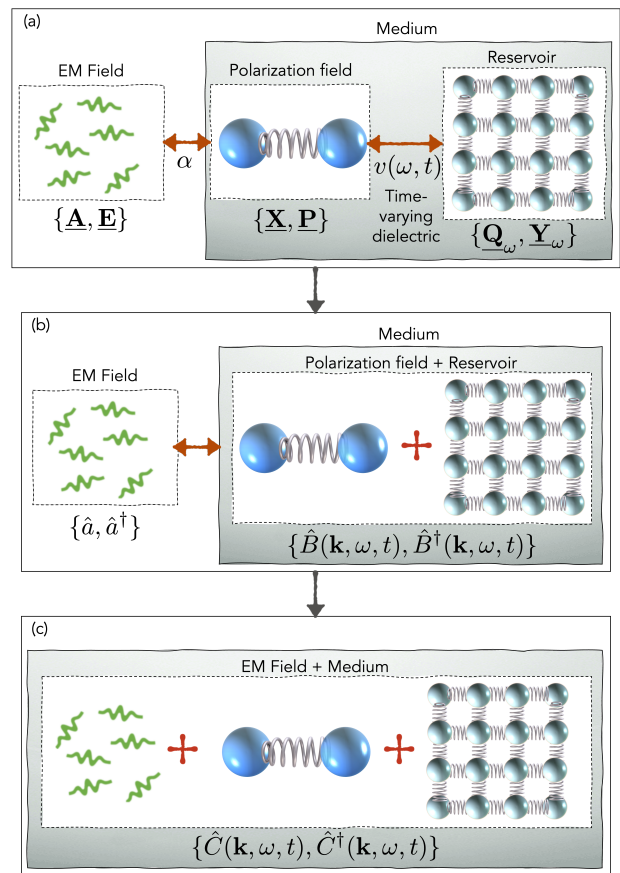 (a)
Medium
EM Field
Polarization field
Reservoir
α
v(ω, t)
Time-
varying
dielectric
{A, E}
{X, P}
{Q_ω, Y_ω}
(b)
Medium
EM Field
Polarization field + Reservoir
{â, â†}
{B̂(k, ω, t), B̂†(k, ω, t)}
(c)
EM Field + Medium
{Ĉ(k, ω, t), Ĉ†(k, ω, t)}